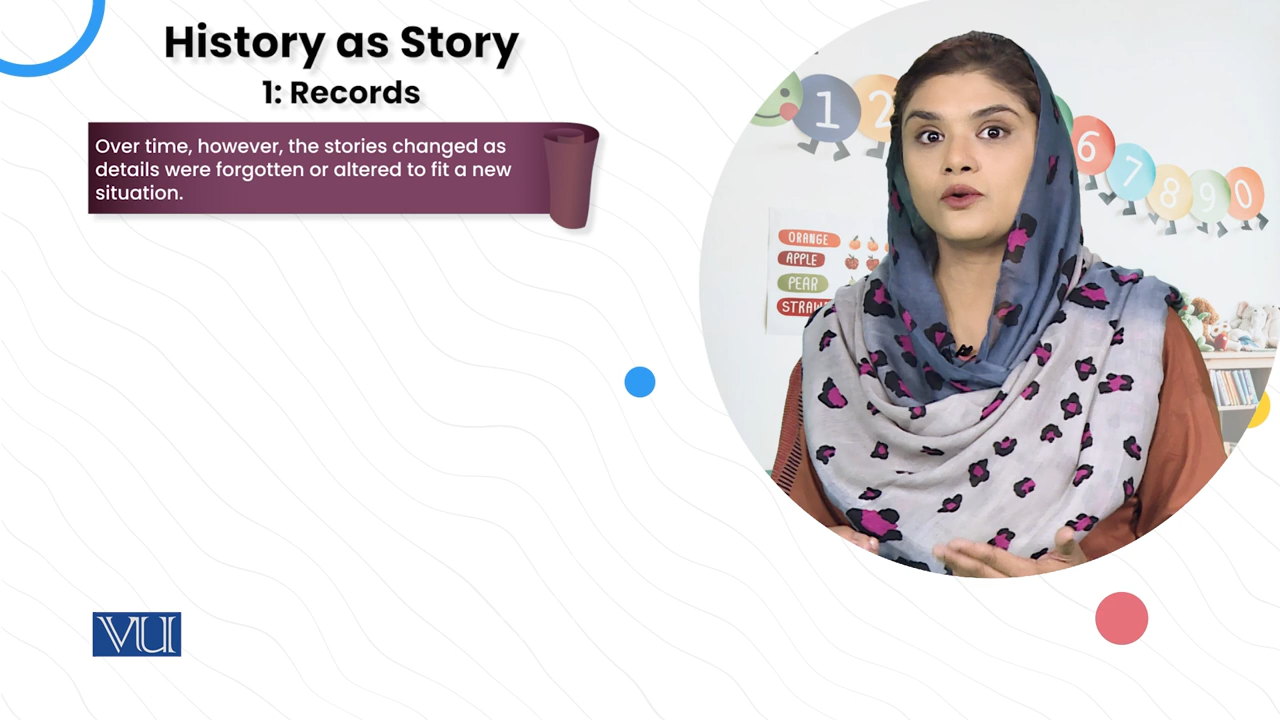 History as Story
1: Records
Over time, however, the stories changed as
details were forgotten or altered to fit a new
situation.
1 2
6 7 8 9 0
ORANGE
APPLE
PEAR
VU